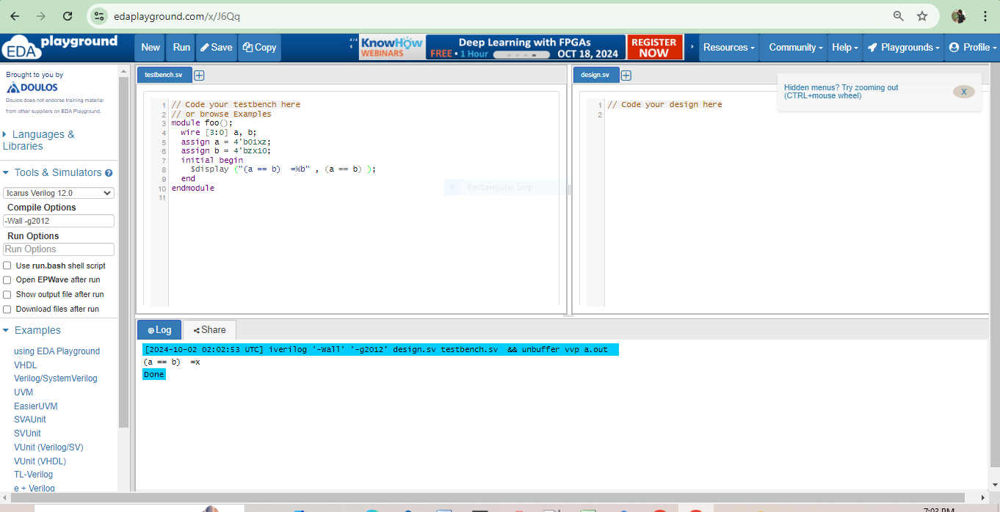 edaplayground.com/x/J6Qq
EDA playground
New
Run
Save
Copy
4/4
KnowHow
WEBINARS
Deep Learning with FPGAs
FREE • 1 Hour
OCT 18, 2024
REGISTER
NOW
Resources
Community
Help
Playgrounds
Profile
Brought to you by
DOULOS
Doulos does not endorse training material
from other suppliers on EDA Playground.
Languages &
Libraries
Tools & Simulators
Icarus Verilog 12.0
Compile Options
-Wall -g2012
Run Options
Run Options
Use run.bash shell script
Open EPWave after run
Show output file after run
Download files after run
Examples
using EDA Playground
VHDL
Verilog/SystemVerilog
UVM
EasierUVM
SVAUnit
SVUnit
VUnit (Verilog/SV)
VUnit (VHDL)
TL-Verilog
e + Verilog
testbench.sv
1 // Code your testbench here
2 // or browse Examples
3 module foo();
4 wire [3:0] a, b;
5 assign a = 4'b01xz;
6 assign b = 4'bzx10;
7 initial begin
8 $display ("(a == b)  =%b" , (a == b) );
9 end
10 endmodule
11
Rectangular Snip
design.sv
1 // Code your design here
2
Hidden menus? Try zooming out
(CTRL+mouse wheel)
X
Log
Share
[2024-10-02 02:02:53 UTC] iverilog '-Wall' '-g2012' design.sv testbench.sv  && unbuffer vvp a.out
(a == b)  =x
Done
7:03 PM